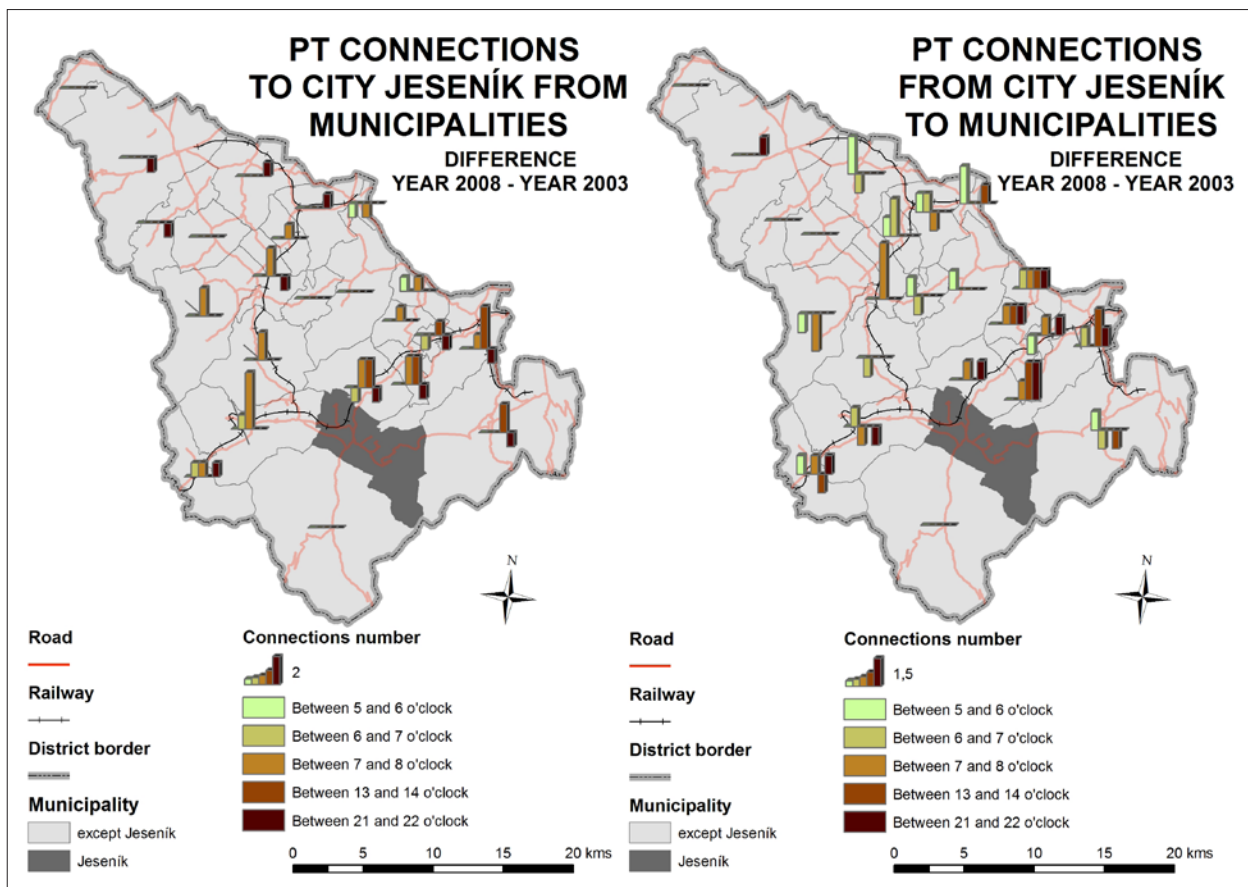 PT CONNECTIONS
TO CITY JESENÍK FROM
MUNICIPALITIES
DIFFERENCE
YEAR 2008 - YEAR 2003
N
Road
Railway
District border
Municipality
except Jeseník
Jeseník
Connections number
2
Between 5 and 6 o'clock
Between 6 and 7 o'clock
Between 7 and 8 o'clock
Between 13 and 14 o'clock
Between 21 and 22 o'clock
0 5 10 15 20 kms
PT CONNECTIONS
FROM CITY JESENÍK
TO MUNICIPALITIES
DIFFERENCE
YEAR 2008 - YEAR 2003
N
Road
Railway
District border
Municipality
except Jeseník
Jeseník
Connections number
1,5
Between 5 and 6 o'clock
Between 6 and 7 o'clock
Between 7 and 8 o'clock
Between 13 and 14 o'clock
Between 21 and 22 o'clock
0 5 10 15 20 kms